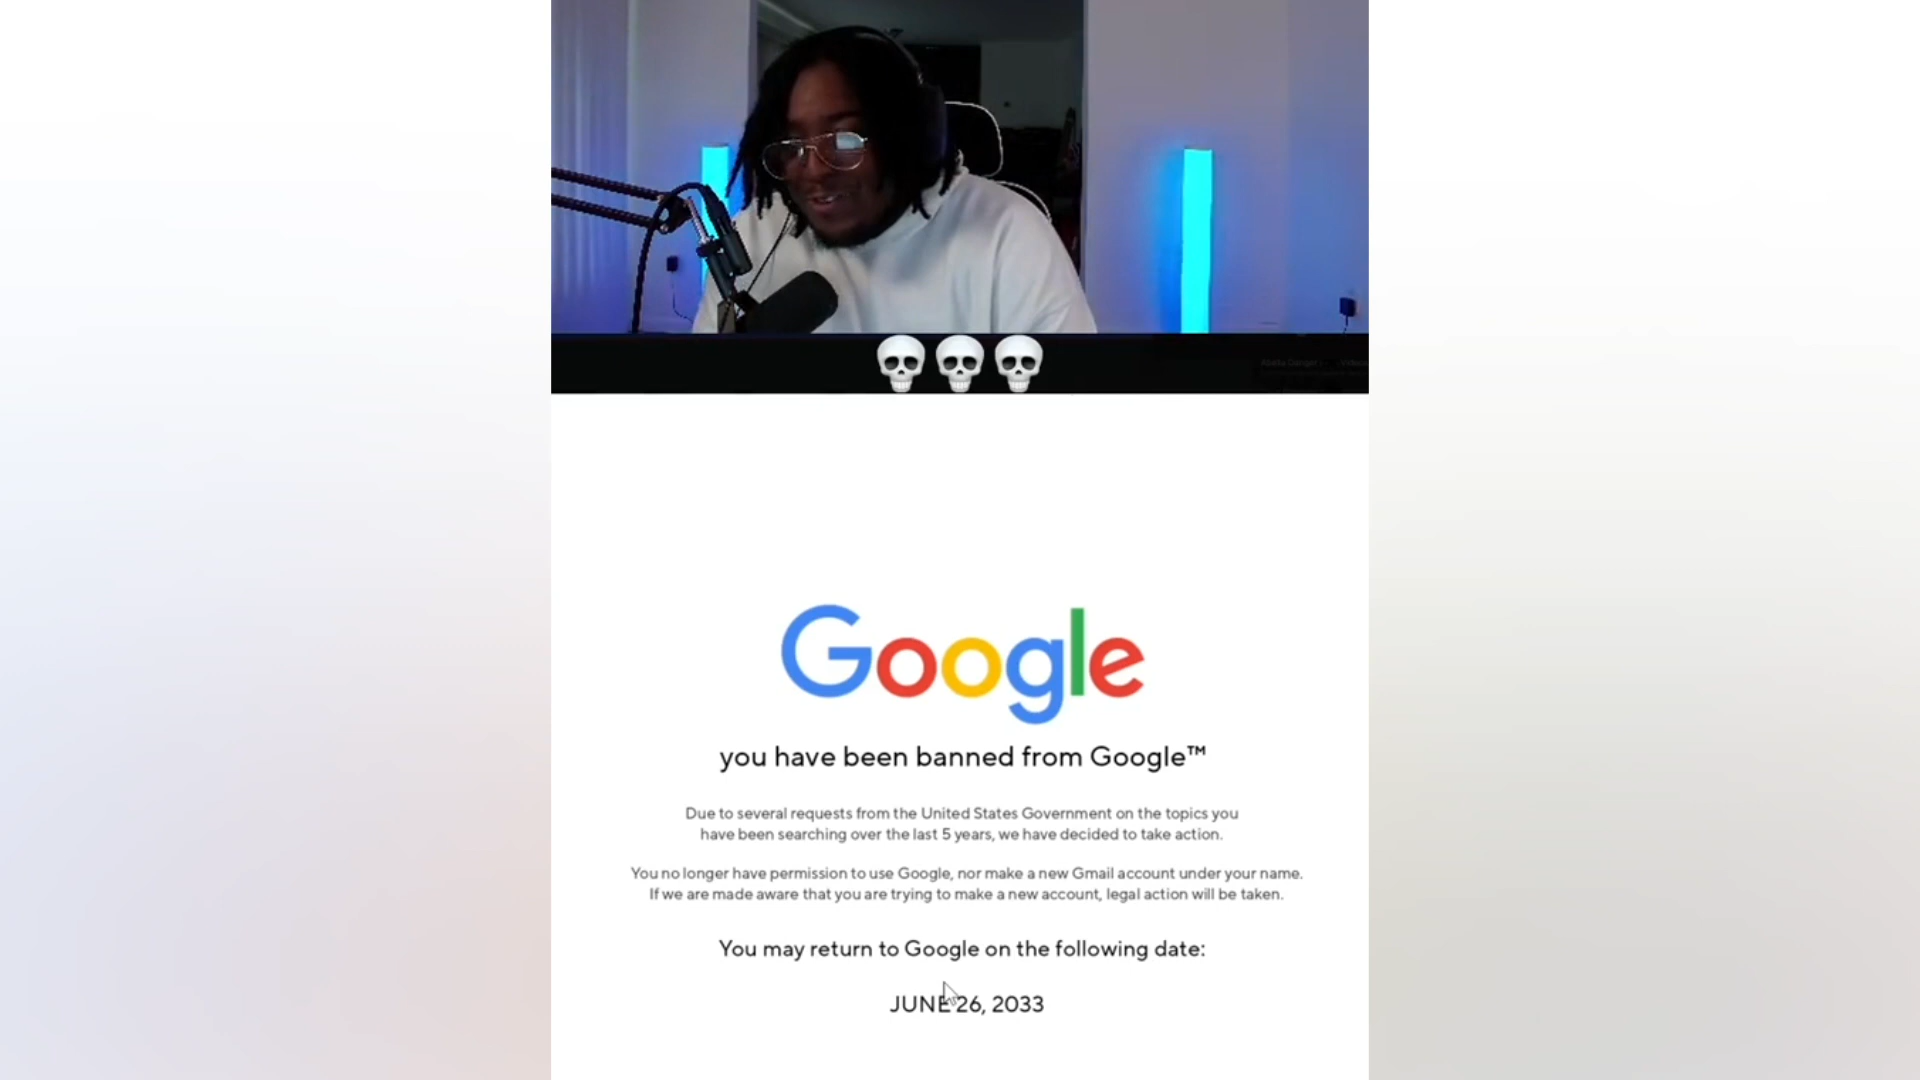 Google
you have been banned from Google™
Due to several requests from the United States Government on the topics you
have been searching over the last 5 years, we have decided to take action.
You no longer have permission to use Google, nor make a new Gmail account under your name.
If we are made aware that you are trying to make a new account, legal action will be taken.
You may return to Google on the following date:
JUNE 26, 2033